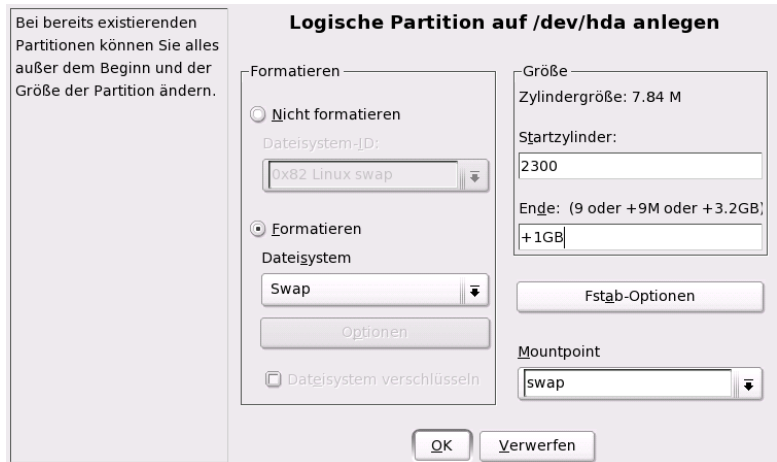 Bei bereits existierenden
Partitionen können Sie alles
außer dem Beginn und der
Größe der Partition ändern.
Logische Partition auf /dev/hda anlegen
Formatieren
Nicht formatieren
Dateisystem-ID:
0x82 Linux swap
Formatieren
Dateisystem
Swap
Optionen
Dateisystem verschlüsseln
Größe
Zylindergröße: 7.84 M
Startzylinder:
2300
Ende: (9 oder +9M oder +3.2GB)
+1GB
Fstab-Optionen
Mountpoint
swap
OK
Verwerfen